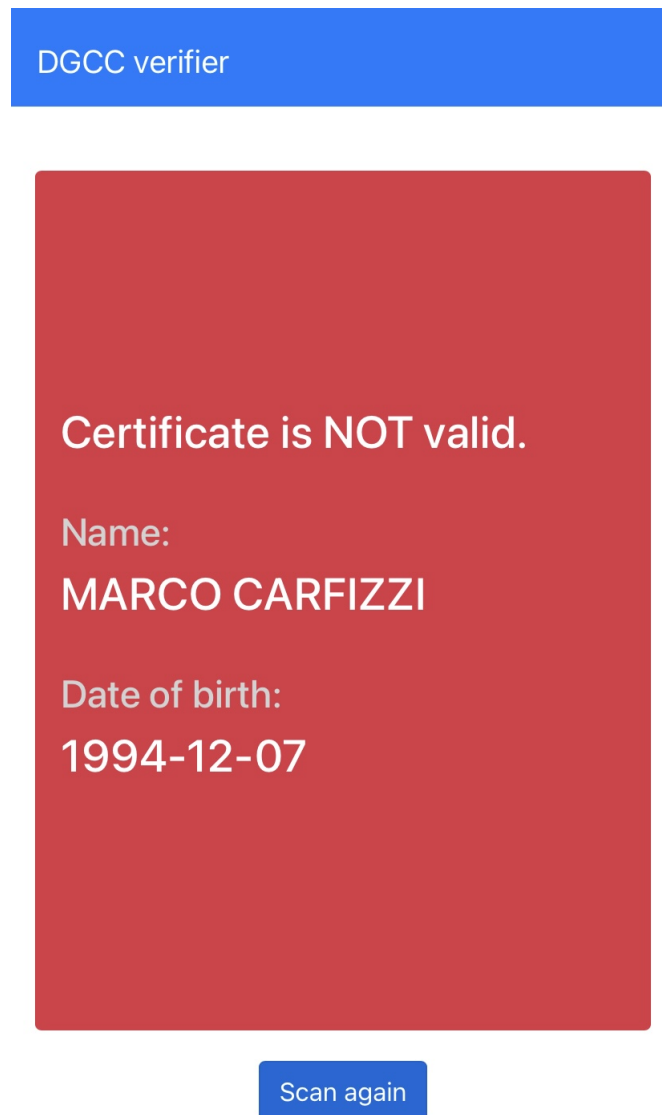 DGCC verifier
Certificate is NOT valid.
Name:
MARCO CARFIZZI
Date of birth:
1994-12-07
Scan again